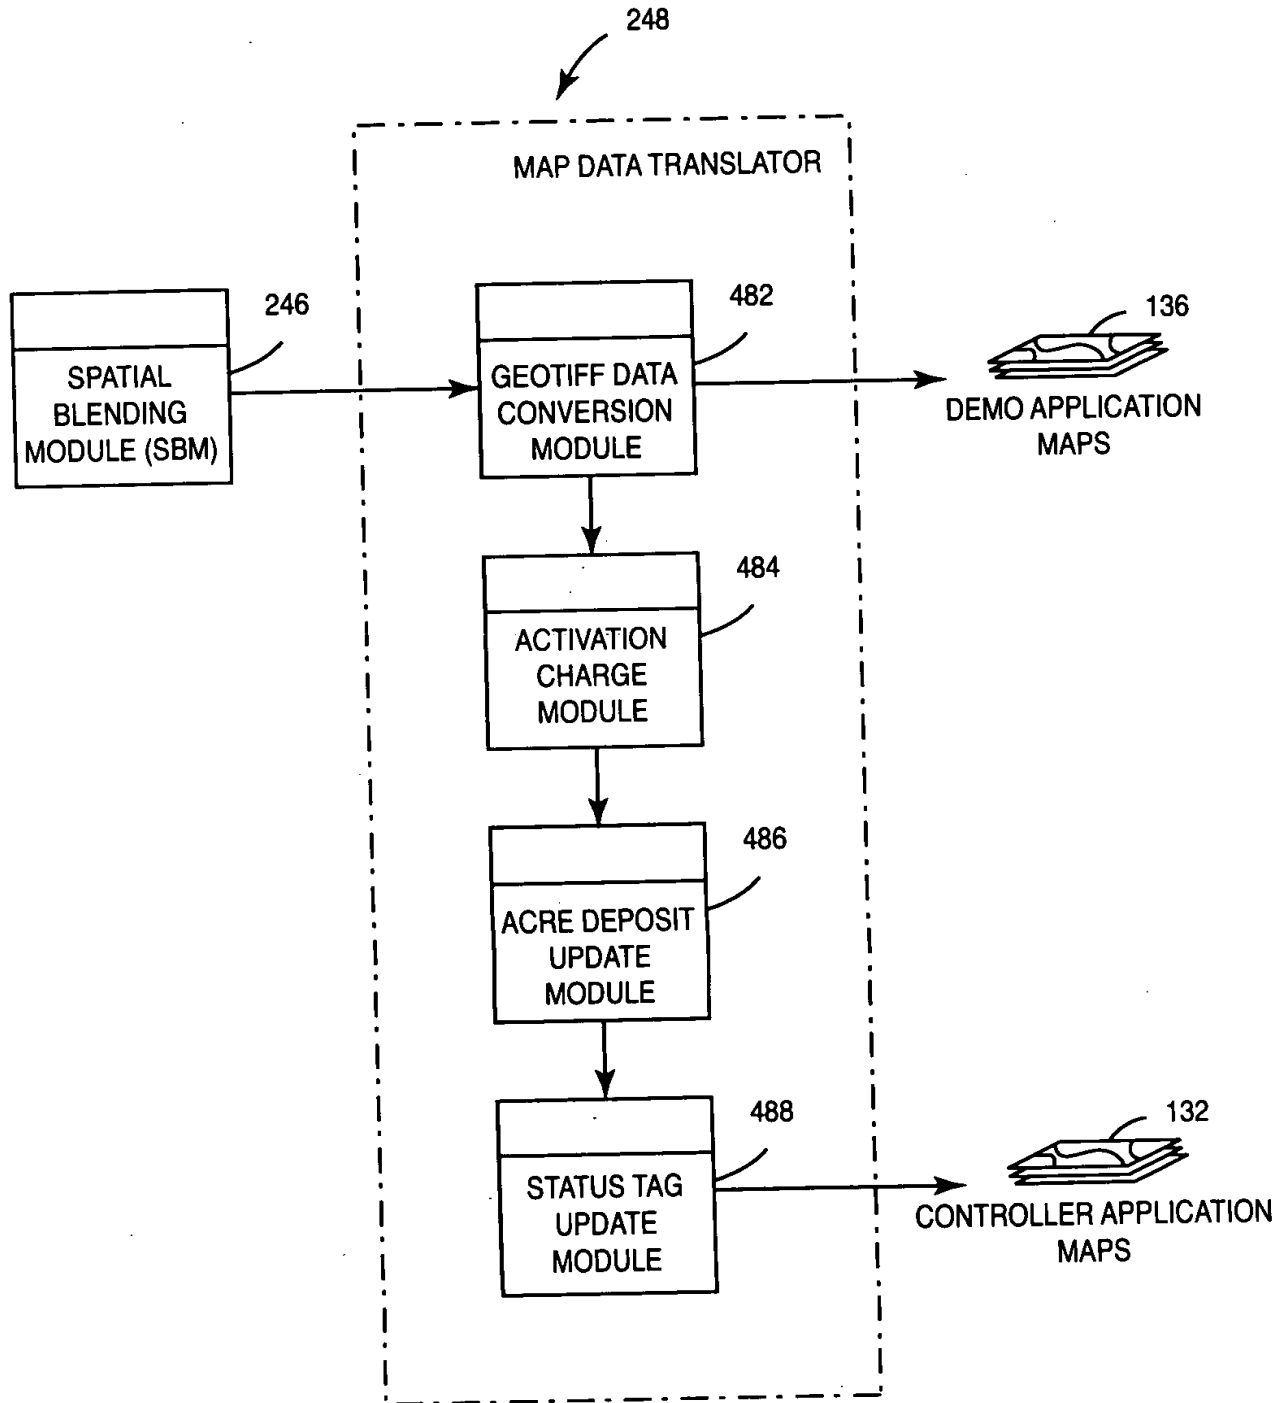 248
MAP DATA TRANSLATOR
246
SPATIAL
BLENDING
MODULE (SBM)
482
GEOTIFF DATA
CONVERSION
MODULE
136
DEMO APPLICATION
MAPS
484
ACTIVATION
CHARGE
MODULE
486
ACRE DEPOSIT
UPDATE
MODULE
488
STATUS TAG
UPDATE
MODULE
132
CONTROLLER APPLICATION
MAPS